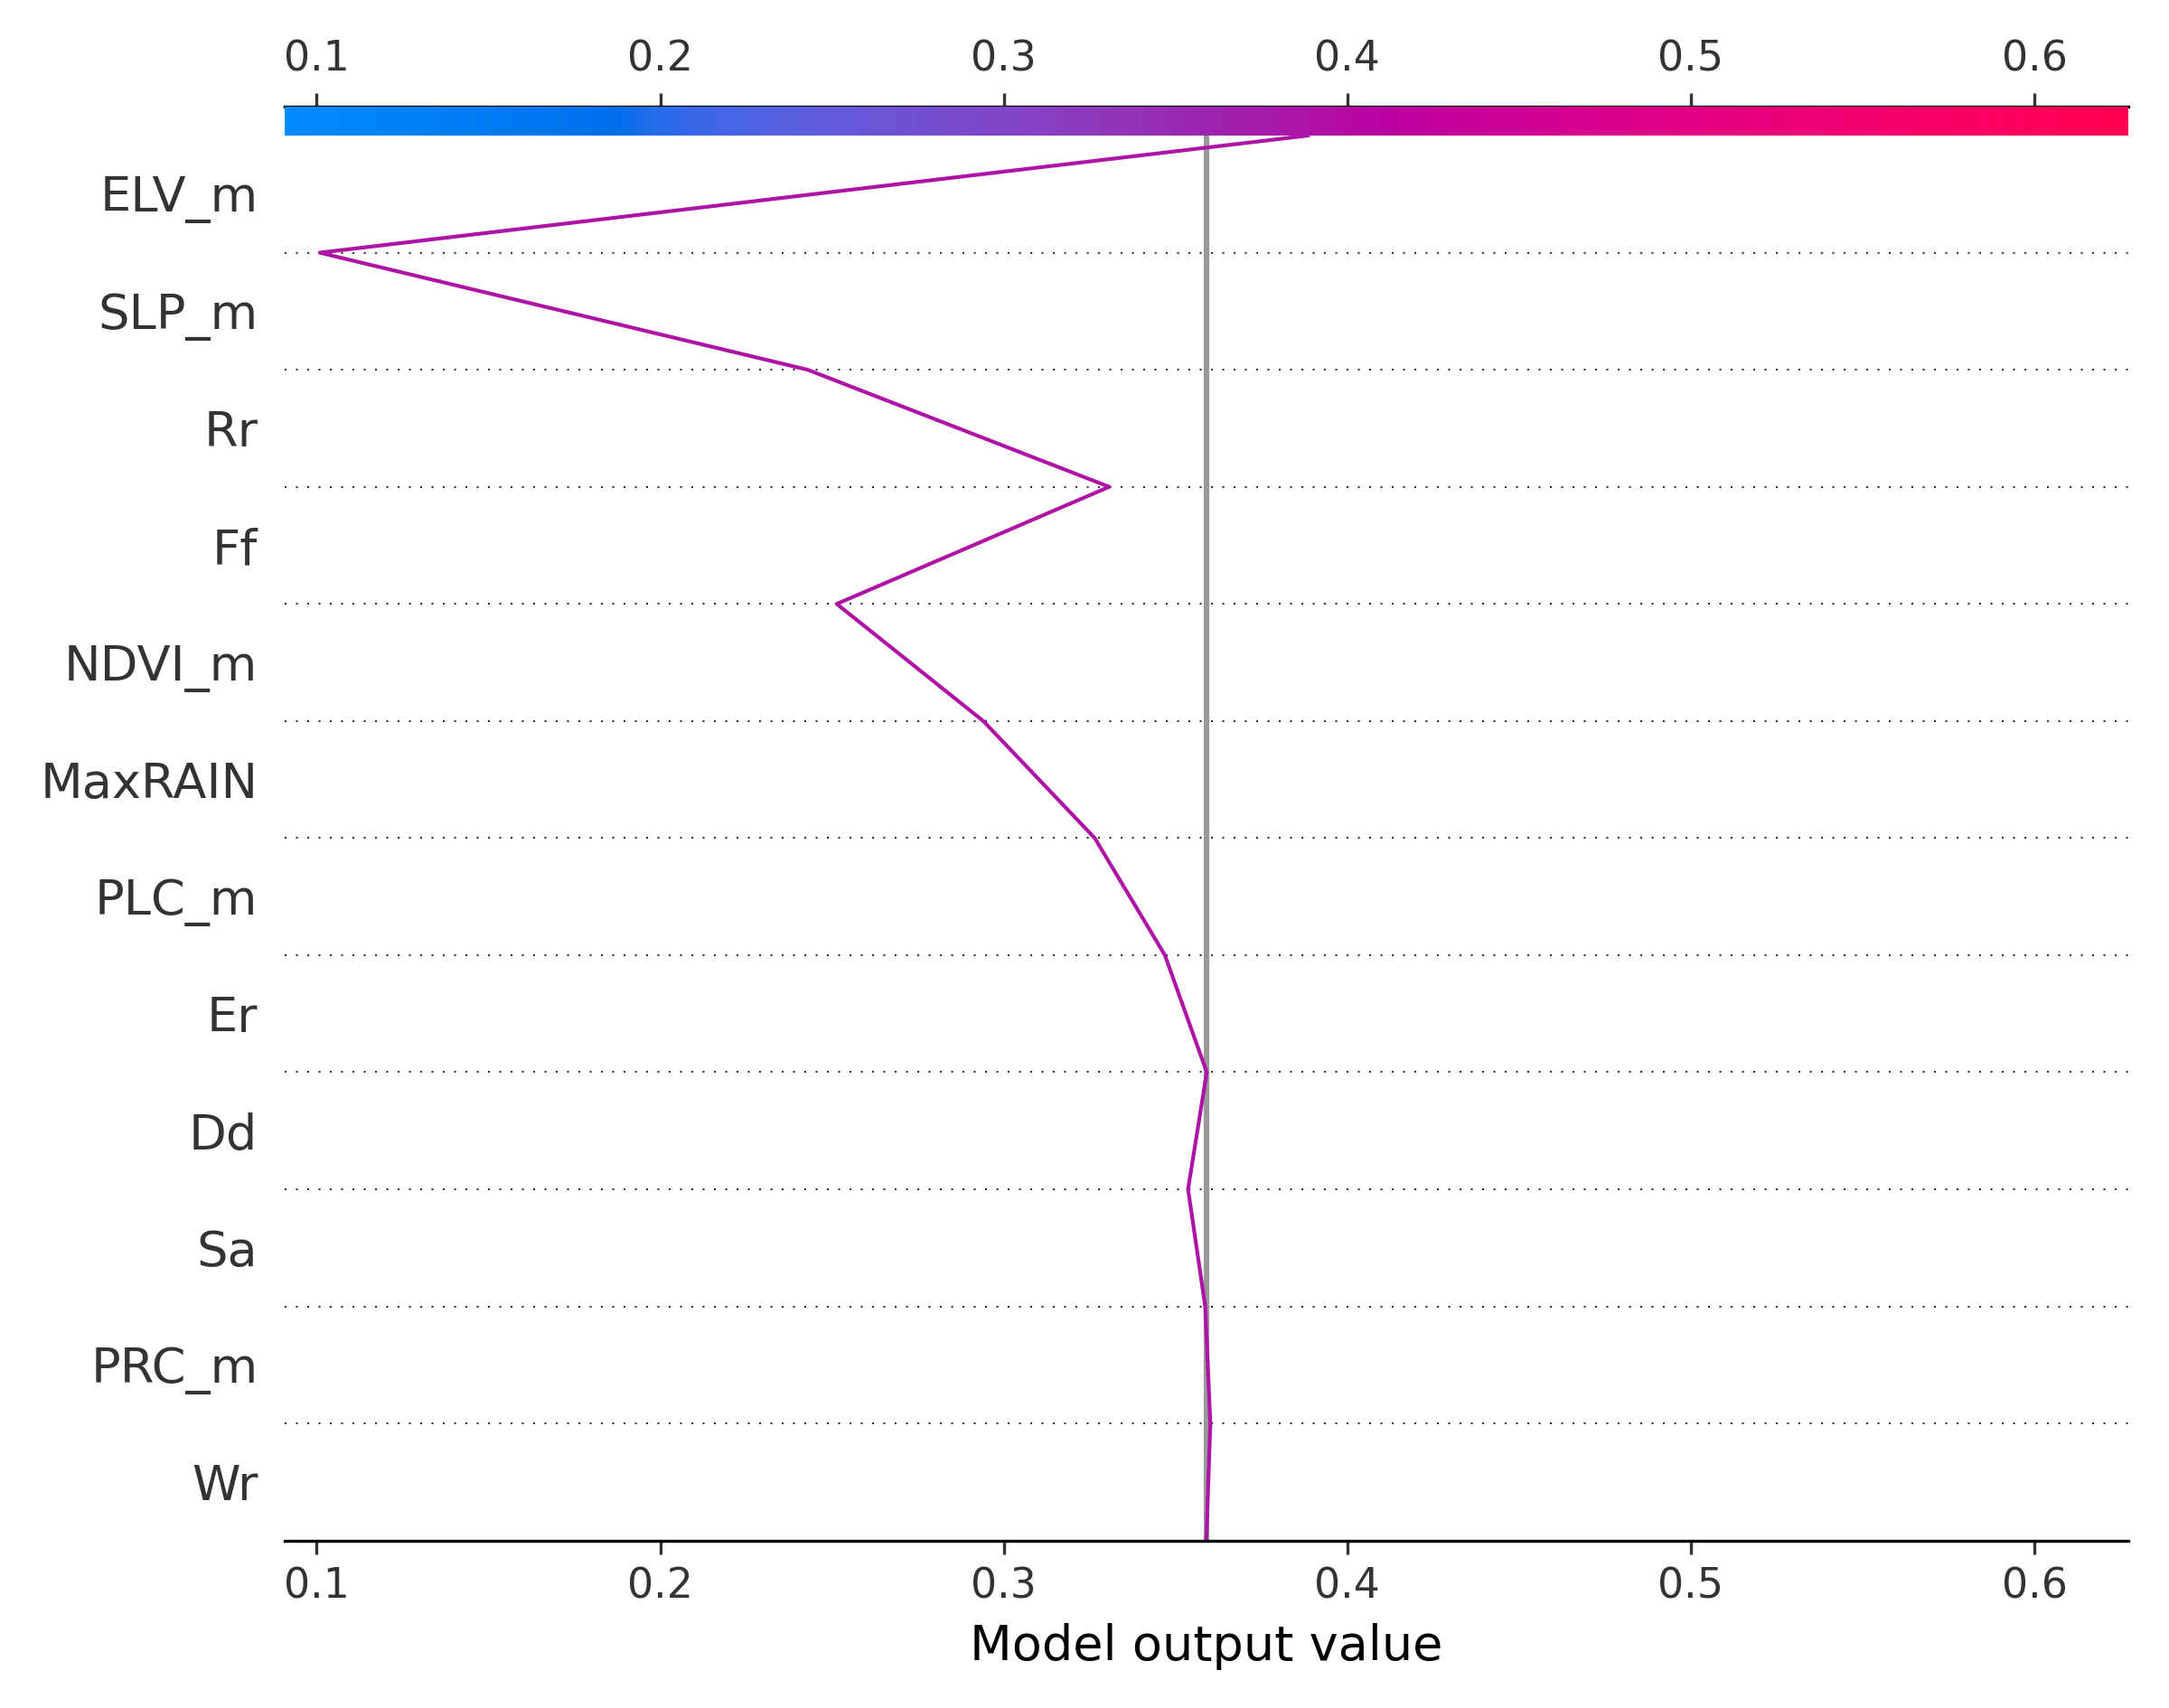 0.1 0.2 0.3 0.4 0.5 0.6
ELV_m
SLP_m
Rr
Ff
NDVI_m
MaxRAIN
PLC_m
Er
Dd
Sa
PRC_m
Wr
0.1 0.2 0.3 0.4 0.5 0.6
Model output value